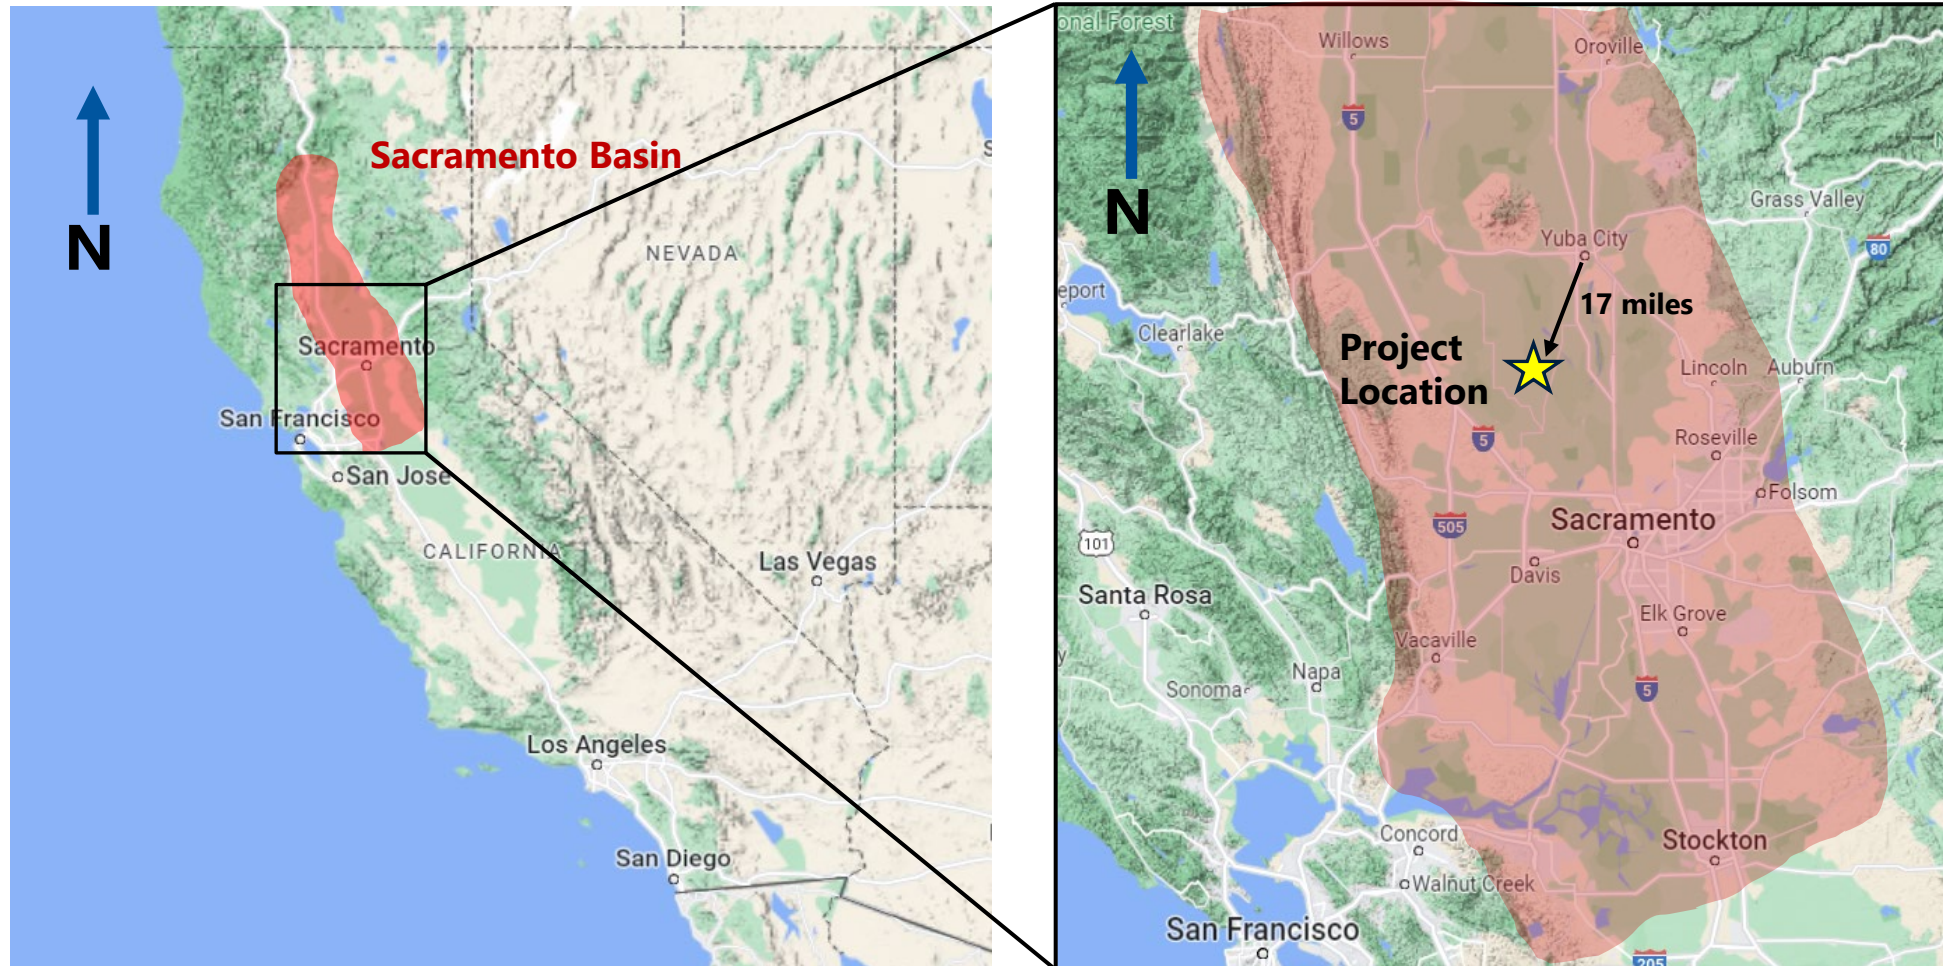 Sacramento Basin
N
NEVADA
Sacramento
San Francisco
San Jose
CALIFORNIA
Las Vegas
Los Angeles
San Diego
onal Forest
Willows
Oroville
5
N
Grass Valley
80
Yuba City
eport
17 miles
Clearlake
Project
Location
Lincoln
Auburn
5
Roseville
Folsom
505
Sacramento
101
Davis
Santa Rosa
Elk Grove
Vacaville
Napa
Sonoma
5
Concord
Stockton
Walnut Creek
San Francisco
205